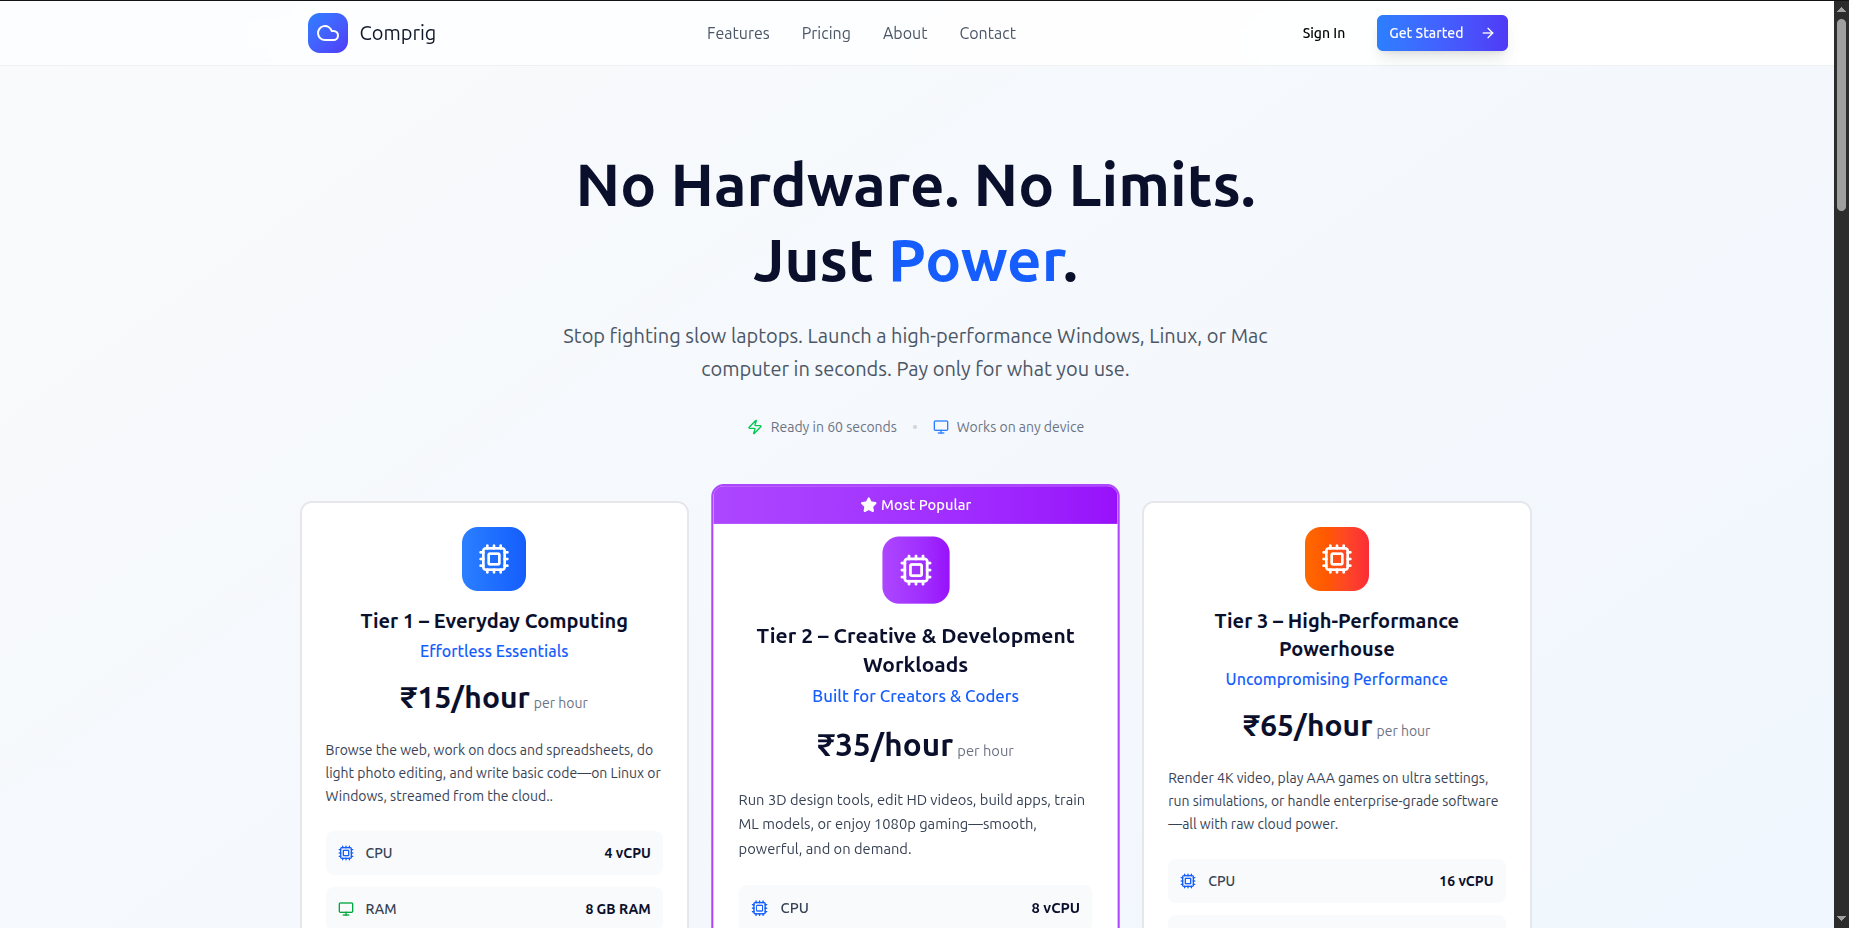 Comprig
Features
Pricing
About
Contact
Sign In
Get Started
No Hardware. No Limits.
Just Power.
Stop fighting slow laptops. Launch a high-performance Windows, Linux, or Mac
computer in seconds. Pay only for what you use.
Ready in 60 seconds • Works on any device
Tier 1 – Everyday Computing
Effortless Essentials
₹15/hour per hour
Browse the web, work on docs and spreadsheets, do
light photo editing, and write basic code—on Linux or
Windows, streamed from the cloud..
CPU 4 vCPU
RAM 8 GB RAM
Most Popular
Tier 2 – Creative & Development
Workloads
Built for Creators & Coders
₹35/hour per hour
Run 3D design tools, edit HD videos, build apps, train
ML models, or enjoy 1080p gaming—smooth,
powerful, and on demand.
CPU 8 vCPU
Tier 3 – High-Performance
Powerhouse
Uncompromising Performance
₹65/hour per hour
Render 4K video, play AAA games on ultra settings,
run simulations, or handle enterprise-grade software
—all with raw cloud power.
CPU 16 vCPU